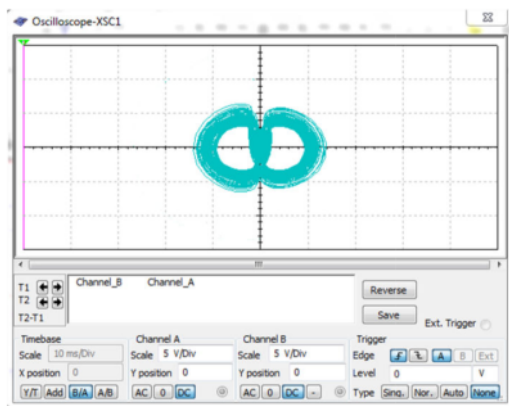 Oscilloscope-XSC1
T1
T2
T2-T1
Channel_B Channel_A
Reverse
Save
Ext. Trigger
Timebase
Scale 10 ms/Div
X position 0
Y/T Add B/A A/B
Channel A
Scale 5 V/Div
Y position 0
AC 0 DC
Channel B
Scale 5 V/Div
Y position 0
AC 0 DC -
Trigger
Edge A B Ext
Level 0 V
Type Sing. Nor. Auto None